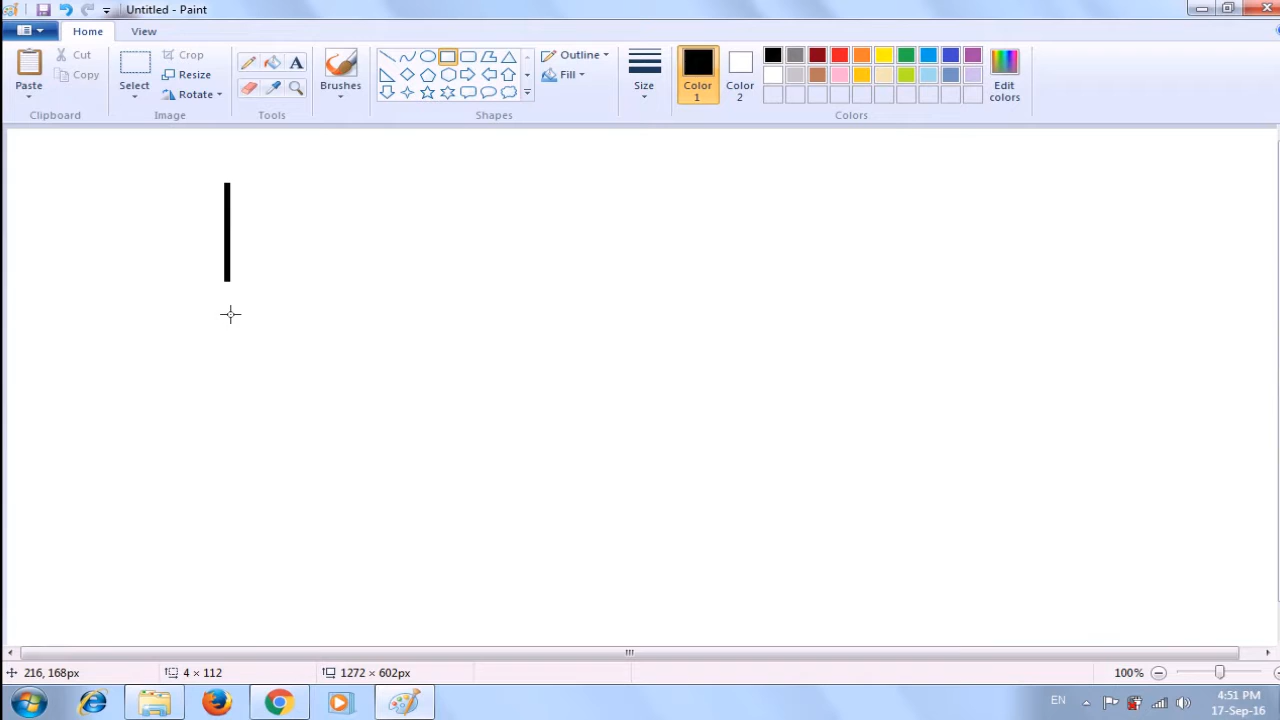 Untitled - Paint
Home View
Paste
Cut
Copy
Clipboard
Select
Crop
Resize
Rotate
Image
A
Tools
Brushes
Outline
Fill
Shapes
Size
Color 1
Color 2
Edit colors
Colors
216, 168px 4 × 112 1272 × 602px 100%
EN 4:51 PM
17-Sep-16